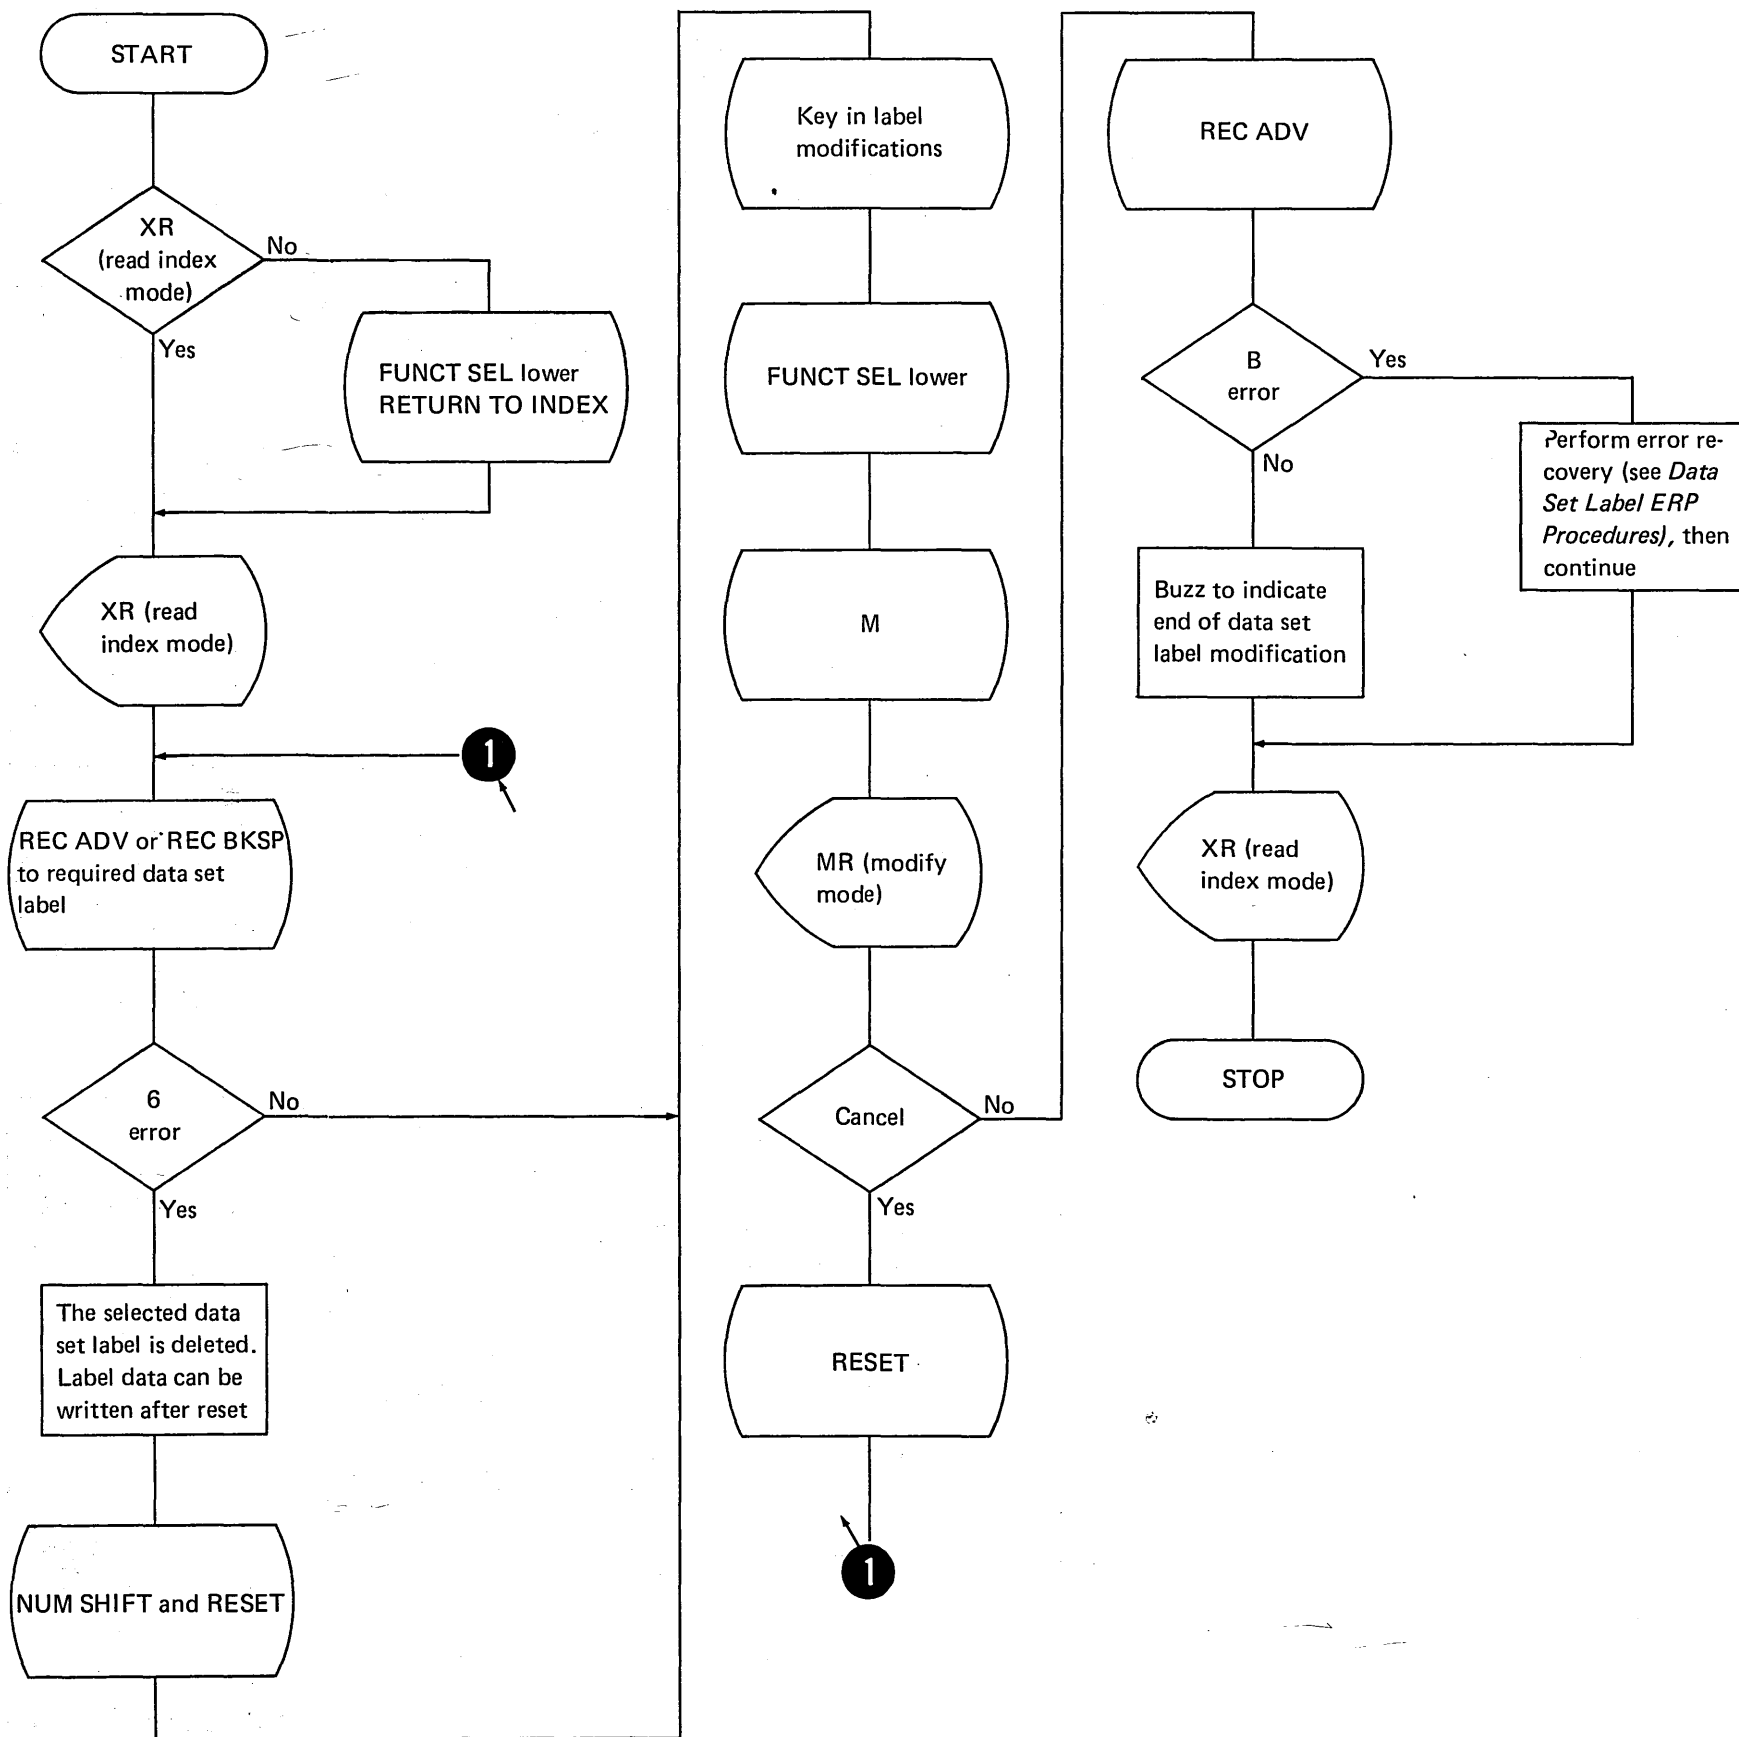 START
XR
(read index
mode)
No
Yes
FUNCT SEL lower
RETURN TO INDEX
XR (read
index mode)
1
REC ADV or REC BKSP
to required data set
label
6
error
No
Yes
The selected data
set label is deleted.
Label data can be
written after reset
NUM SHIFT and RESET
Key in label
modifications
FUNCT SEL lower
M
MR (modify
mode)
Cancel
No
Yes
RESET
1
REC ADV
B
error
Yes
No
Perform error re-
covery (see Data
Set Label ERP
Procedures), then
continue
Buzz to indicate
end of data set
label modification
XR (read
index mode)
STOP